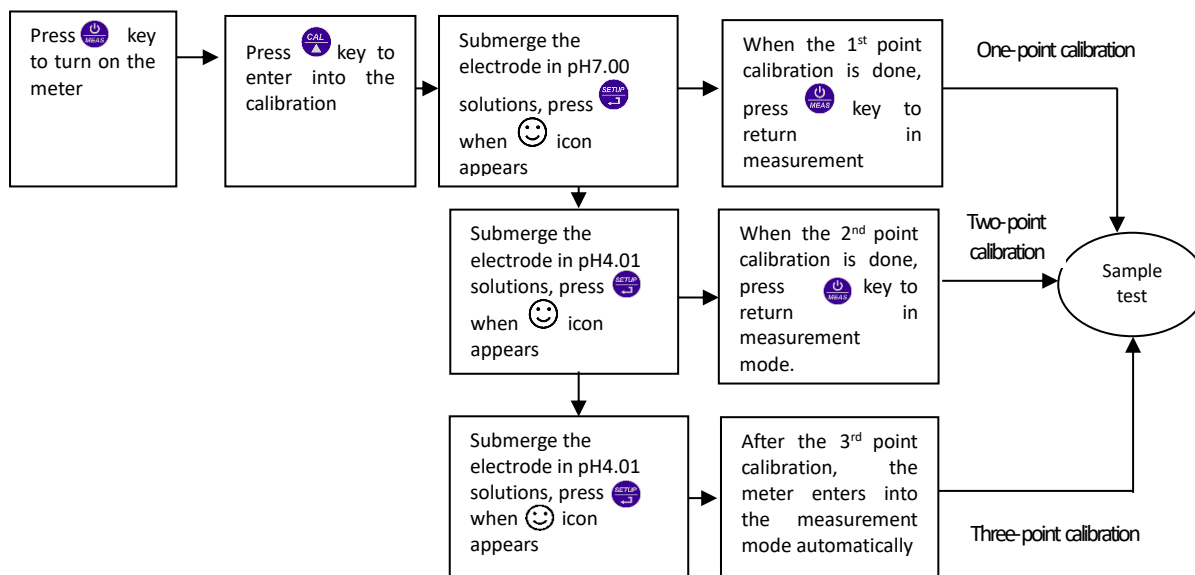 Press MEAS key
to turn on the
meter
Press CAL key to
enter into the
calibration
Submerge the
electrode in pH7.00
solutions, press SETUP
when icon
appears
When the 1st point
calibration is done,
press MEAS key to
return in
measurement
One-point calibration
Submerge the
electrode in pH4.01
solutions, press SETUP
when icon
appears
When the 2nd point
calibration is done,
press MEAS key to
return in
measurement
mode.
Two-point
calibration
Sample
test
Submerge the
electrode in pH4.01
solutions, press SETUP
when icon
appears
After the 3rd point
calibration, the
meter enters into
the measurement
mode automatically
Three-point calibration